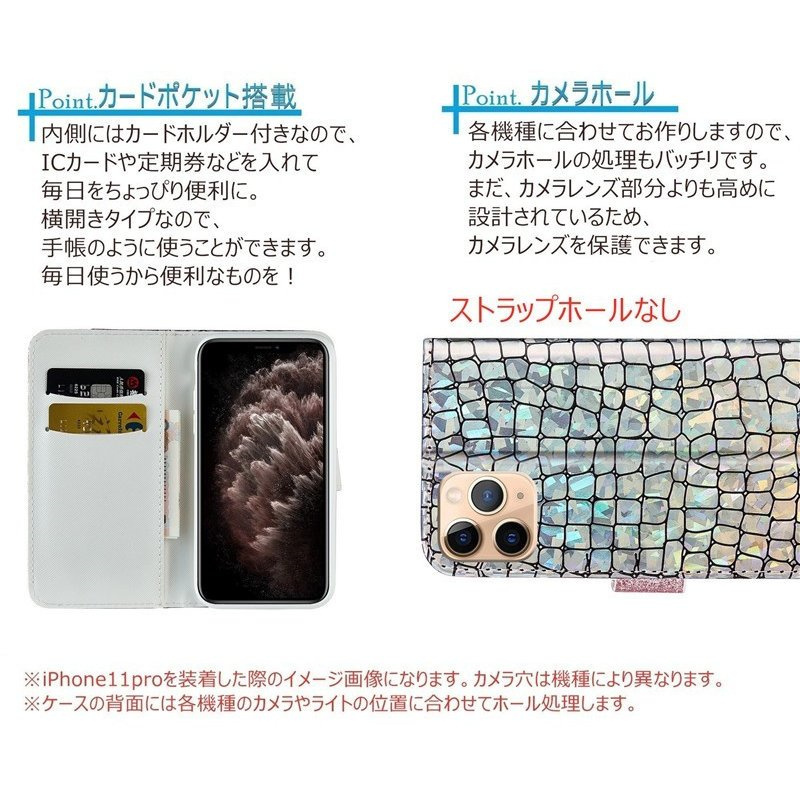 Point.カードポケット搭載
内側にはカードホルダー付きなので、
ICカードや定期券などを入れて
毎日をちょっぴり便利に。
横開きタイプなので、
手帳のように使うことができます。
毎日使うから便利なものを！
Point. カメラホール
各機種に合わせてお作りしますので、
カメラホールの処理もバッチリです。
まだ、カメラレンズ部分よりも高めに
設計されているため、
カメラレンズを保護できます。
ストラップホールなし
※iPhone11proを装着した際のイメージ画像になります。カメラ穴は機種により異なります。
※ケースの背面には各機種のカメラやライトの位置に合わせてホール処理します。